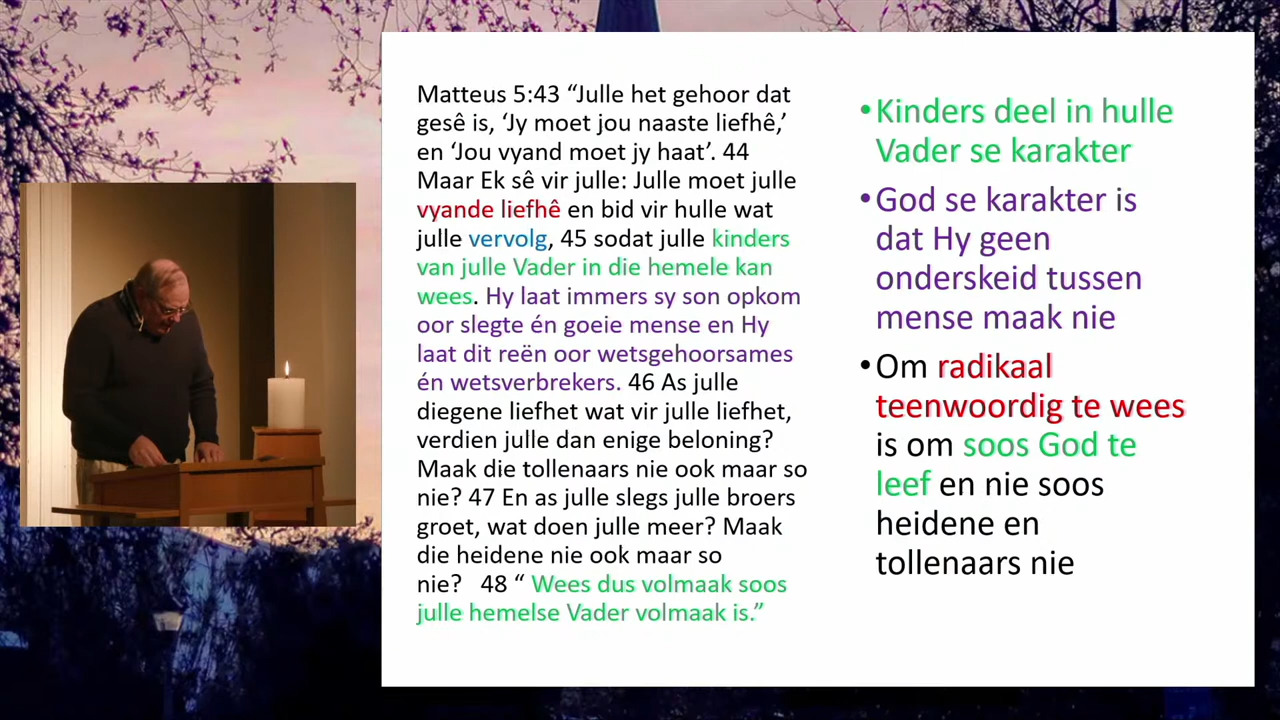 Matteus 5:43 “Julle het gehoor dat
gesê is, ‘Jy moet jou naaste liefhê,’
en ‘Jou vyand moet jy haat’. 44
Maar Ek sê vir julle: Julle moet julle
vyande liefhê en bid vir hulle wat
julle vervolg, 45 sodat julle kinders
van julle Vader in die hemele kan
wees. Hy laat immers sy son opkom
oor slegte én goeie mense en Hy
laat dit reën oor wetsgehoorsames
én wetsverbrekers. 46 As julle
diegene liefhet wat vir julle liefhet,
verdien julle dan enige beloning?
Maak die tollenaars nie ook maar so
nie? 47 En as julle slegs julle broers
groet, wat doen julle meer? Maak
die heidene nie ook maar so
nie? 48 “ Wees dus volmaak soos
julle hemelse Vader volmaak is.”
•Kinders deel in hulle
Vader se karakter
•God se karakter is
dat Hy geen
onderskeid tussen
mense maak nie
•Om radikaal
teenwoordig te wees
is om soos God te
leef en nie soos
heidene en
tollenaars nie